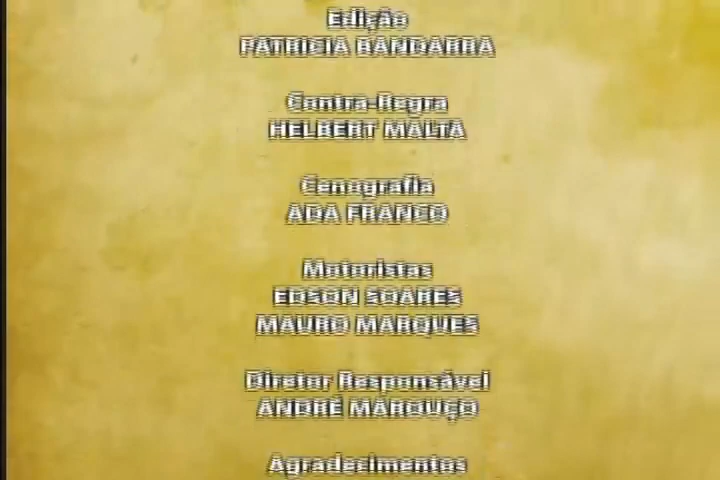 Edição
PATRICIA BANDARRA
Contra-Regra
HELBERT MALTA
Cenografia
ADA FRANCO
Motoristas
EDSON SOARES
MAURO MARQUES
Diretor Responsável
ANDRÉ MAROUÇO
Agradecimentos